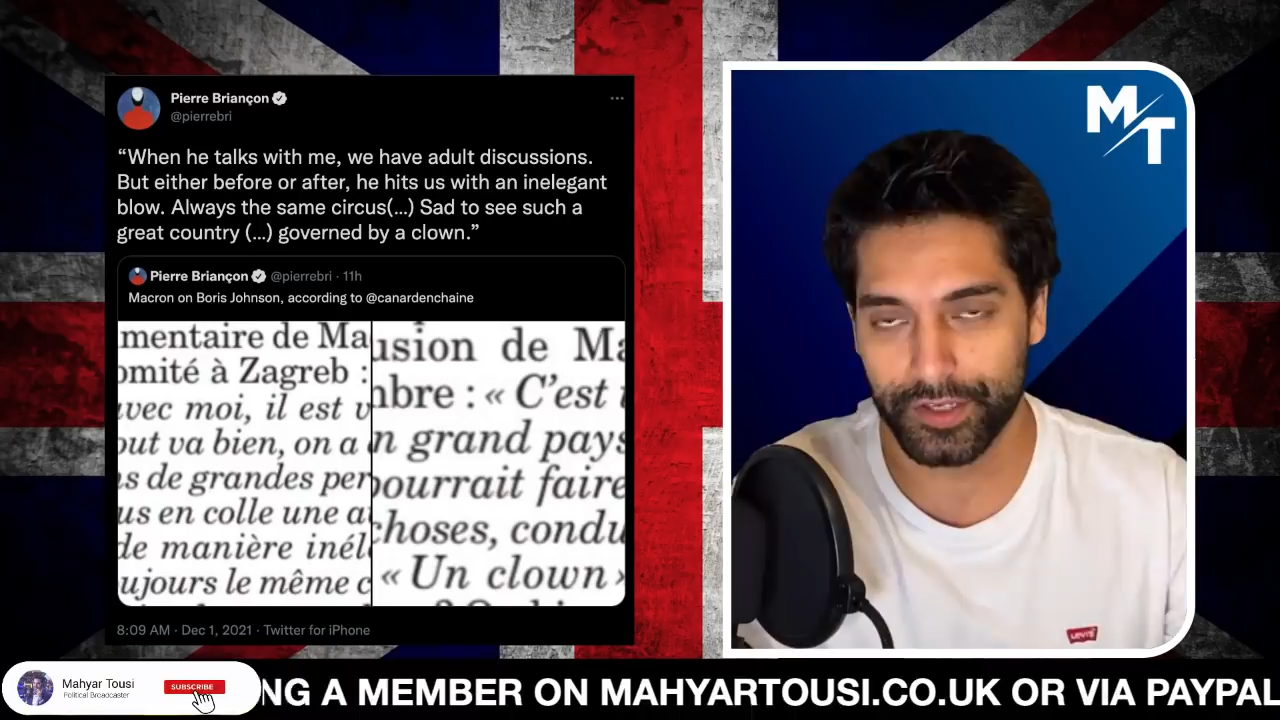 Pierre Briançon
@pierrebri
“When he talks with me, we have adult discussions.
But either before or after, he hits us with an inelegant
blow. Always the same circus(...) Sad to see such a
great country (...) governed by a clown.”
Pierre Briançon @pierrebri · 11h
Macron on Boris Johnson, according to @canardenchaine
mentaire de Ma
omité à Zagreb :
avec moi, il est v
out va bien, on a
ns de grandes per
us en colle une a
de manière inél
ujours le même c
usion de Ma
nbre : « C’est
n grand pays
pourrait faire
choses, condu
« Un clown »
8:09 AM · Dec 1, 2021 · Twitter for iPhone
M T
LEVI'S
Mahyar Tousi
Political Broadcaster
SUBSCRIBE
NG A MEMBER ON MAHYARTOUSI.CO.UK OR VIA PAYPAL